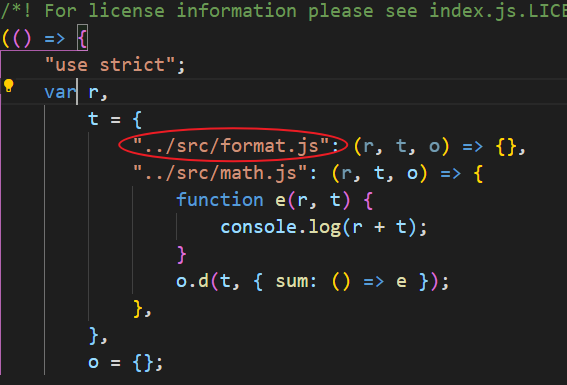 /*! For license information please see index.js.LICE
(() => {
"use strict";
var r,
t = {
"../src/format.js": (r, t, o) => {},
"../src/math.js": (r, t, o) => {
function e(r, t) {
console.log(r + t);
}
o.d(t, { sum: () => e });
},
},
o = {};